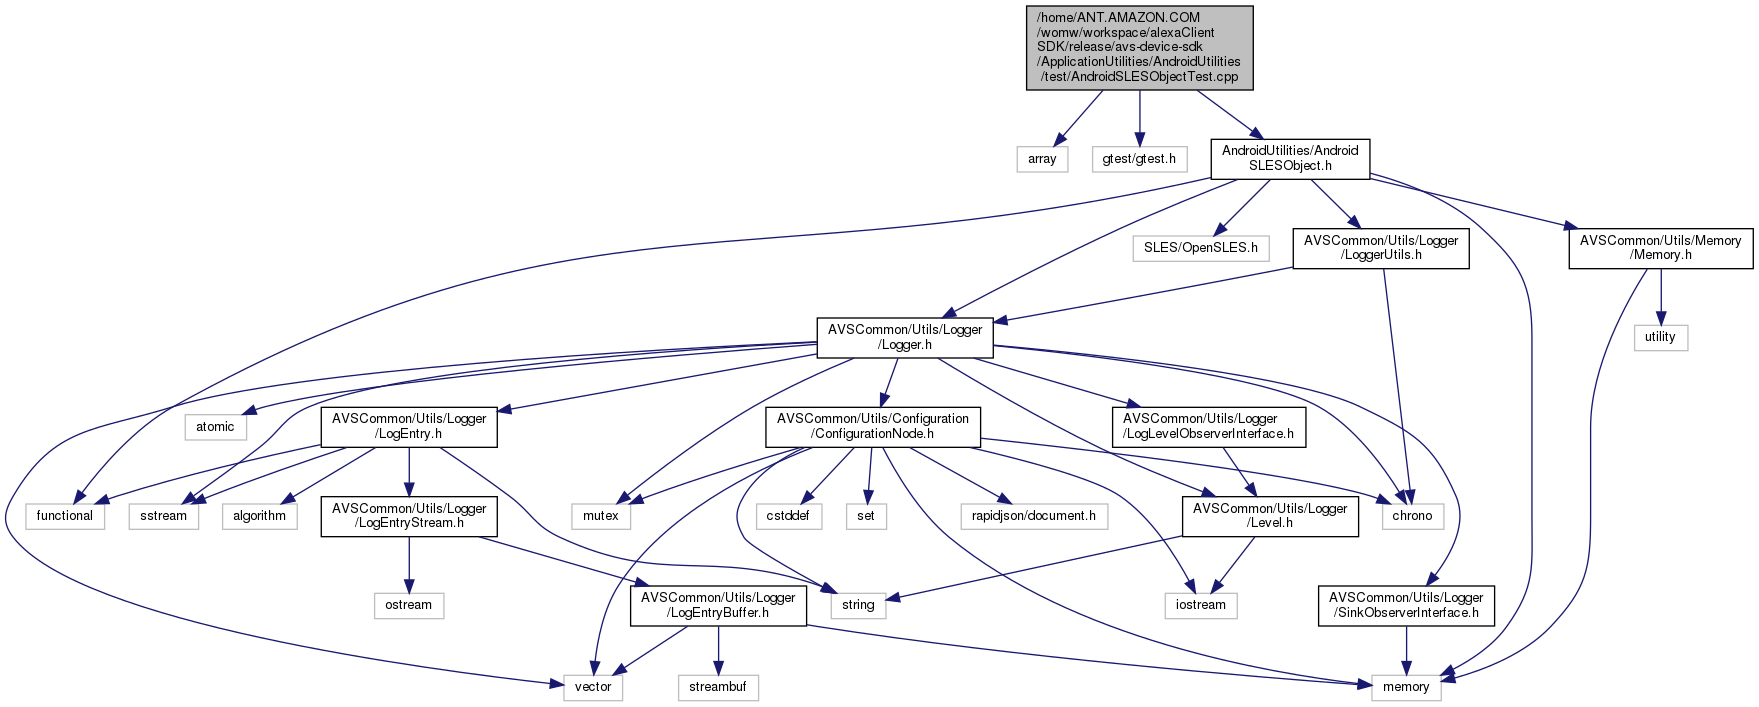 /home/ANT.AMAZON.COM
/womw/workspace/alexaClient
SDK/release/avs-device-sdk
/ApplicationUtilities/AndroidUtilities
/test/AndroidSLESObjectTest.cpp
array
gtest/gtest.h
AndroidUtilities/Android
SLESObject.h
SLES/OpenSLES.h
AVSCommon/Utils/Logger
/LoggerUtils.h
AVSCommon/Utils/Memory
/Memory.h
AVSCommon/Utils/Logger
/Logger.h
utility
atomic
AVSCommon/Utils/Logger
/LogEntry.h
AVSCommon/Utils/Configuration
/ConfigurationNode.h
AVSCommon/Utils/Logger
/LogLevelObserverInterface.h
functional
sstream
algorithm
AVSCommon/Utils/Logger
/LogEntryStream.h
mutex
cstddef
set
rapidjson/document.h
AVSCommon/Utils/Logger
/Level.h
chrono
ostream
AVSCommon/Utils/Logger
/LogEntryBuffer.h
string
iostream
AVSCommon/Utils/Logger
/SinkObserverInterface.h
vector
streambuf
memory